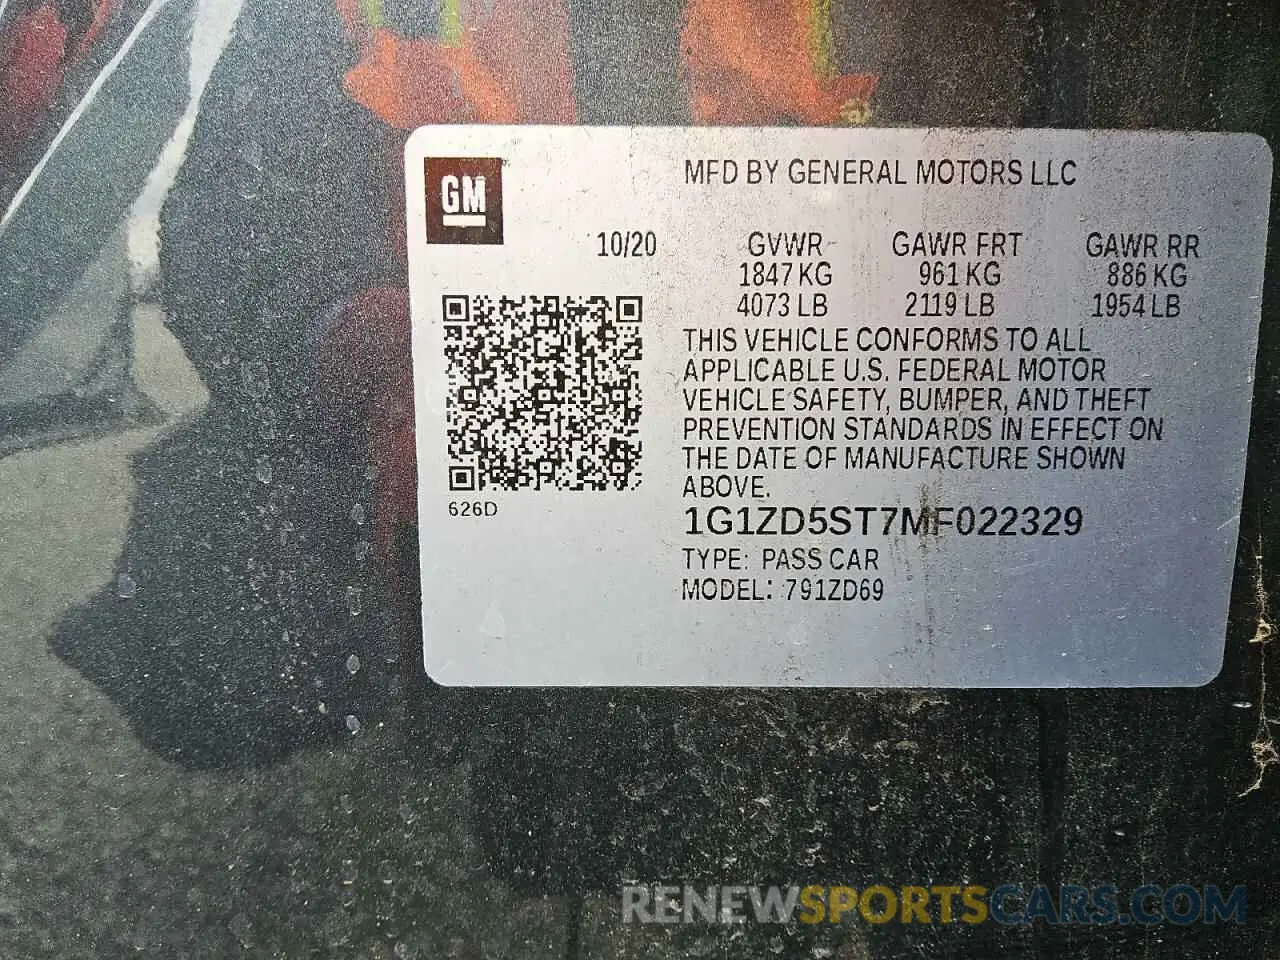 GM
MFD BY GENERAL MOTORS LLC
10/20 GVWR GAWR FRT GAWR RR
1847 KG 961 KG 886 KG
4073 LB 2119 LB 1954 LB
THIS VEHICLE CONFORMS TO ALL
APPLICABLE U.S. FEDERAL MOTOR
VEHICLE SAFETY, BUMPER, AND THEFT
PREVENTION STANDARDS IN EFFECT ON
THE DATE OF MANUFACTURE SHOWN
ABOVE.
626D
1G1ZD5ST7MF022329
TYPE: PASS CAR
MODEL: 791ZD69
RENEWSPORTSCARS.COM